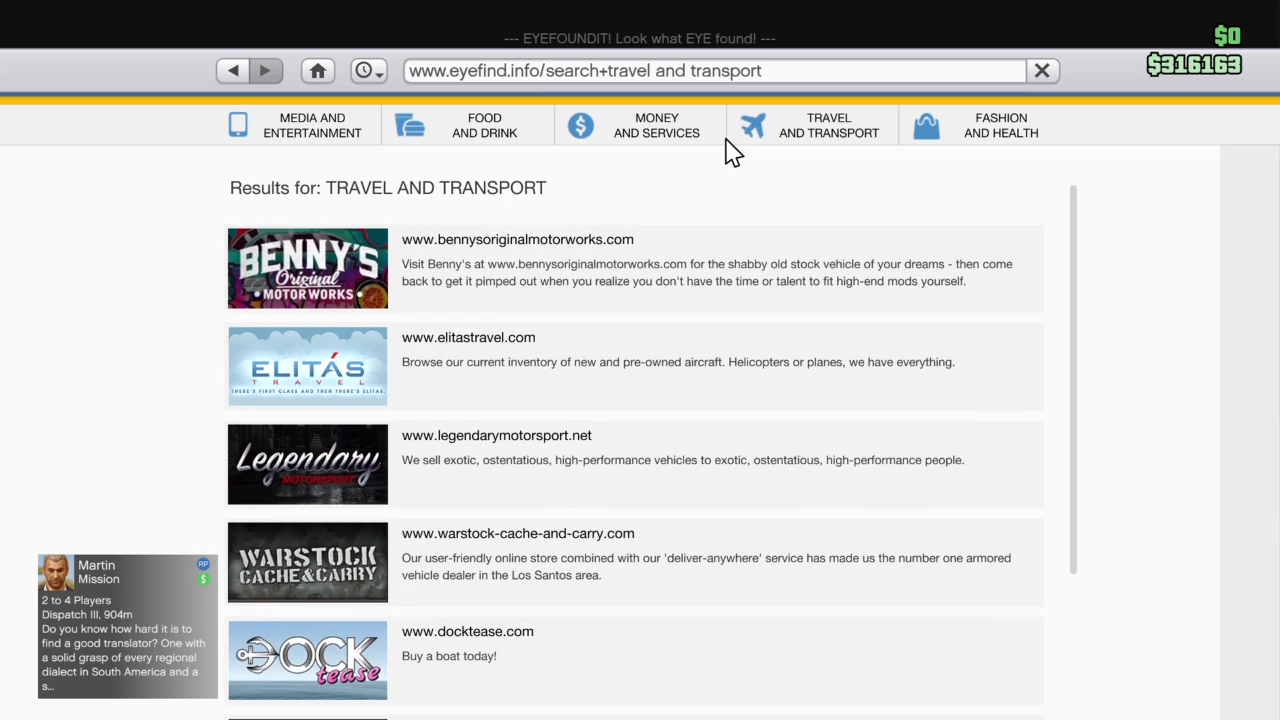 --- EYEFOUNDIT! Look what EYE found! ---
$0
$316163
www.eyefind.info/search+travel and transport
MEDIA AND
ENTERTAINMENT
FOOD
AND DRINK
MONEY
AND SERVICES
TRAVEL
AND TRANSPORT
FASHION
AND HEALTH
Results for: TRAVEL AND TRANSPORT
BENNY'S
Original
MOTOR WORKS
www.bennysoriginalmotorworks.com
Visit Benny's at www.bennysoriginalmotorworks.com for the shabby old stock vehicle of your dreams - then come
back to get it pimped out when you realize you don't have the time or talent to fit high-end mods yourself.
ELITÁS
TRAVEL
THERE'S FIRST CLASS AND THEN THERE'S ELITAS.
www.elitastravel.com
Browse our current inventory of new and pre-owned aircraft. Helicopters or planes, we have everything.
Legendary
MOTORSPORT
www.legendarymotorsport.net
We sell exotic, ostentatious, high-performance vehicles to exotic, ostentatious, high-performance people.
WARSTOCK
CACHE&CARRY
www.warstock-cache-and-carry.com
Our user-friendly online store combined with our 'deliver-anywhere' service has made us the number one armored
vehicle dealer in the Los Santos area.
DOCK
tease
www.docktease.com
Buy a boat today!
Martin
Mission
RP
$
2 to 4 Players
Dispatch III, 904m
Do you know how hard it is to
find a good translator? One with
a solid grasp of every regional
dialect in South America and a
s...